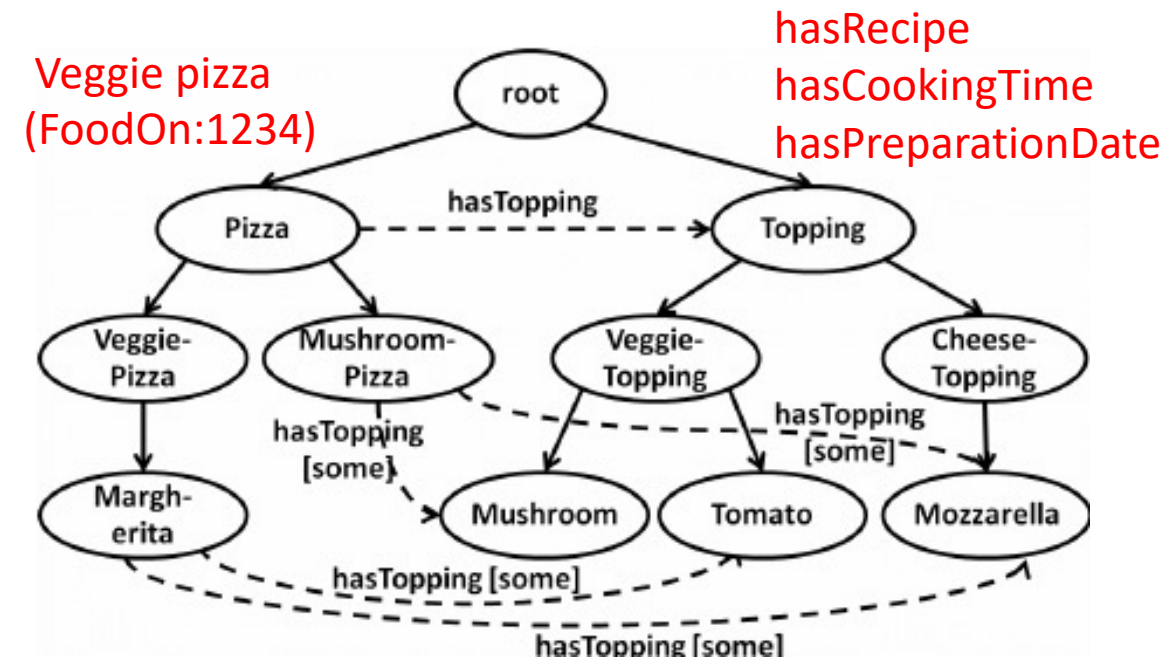 hasRecipe
Veggie pizza
hasCookingTime
(FoodOn:1234)
hasPreparationDate
root
hasTopping
Pizza
Topping
Veggie-
Pizza
Mushroom-
Pizza
Veggie-
Topping
Cheese-
Topping
hasTopping
[some]
hasTopping
[some]
Margh-
erita
Mushroom
Tomato
Mozzarella
hasTopping [some]
hasTopping [some]